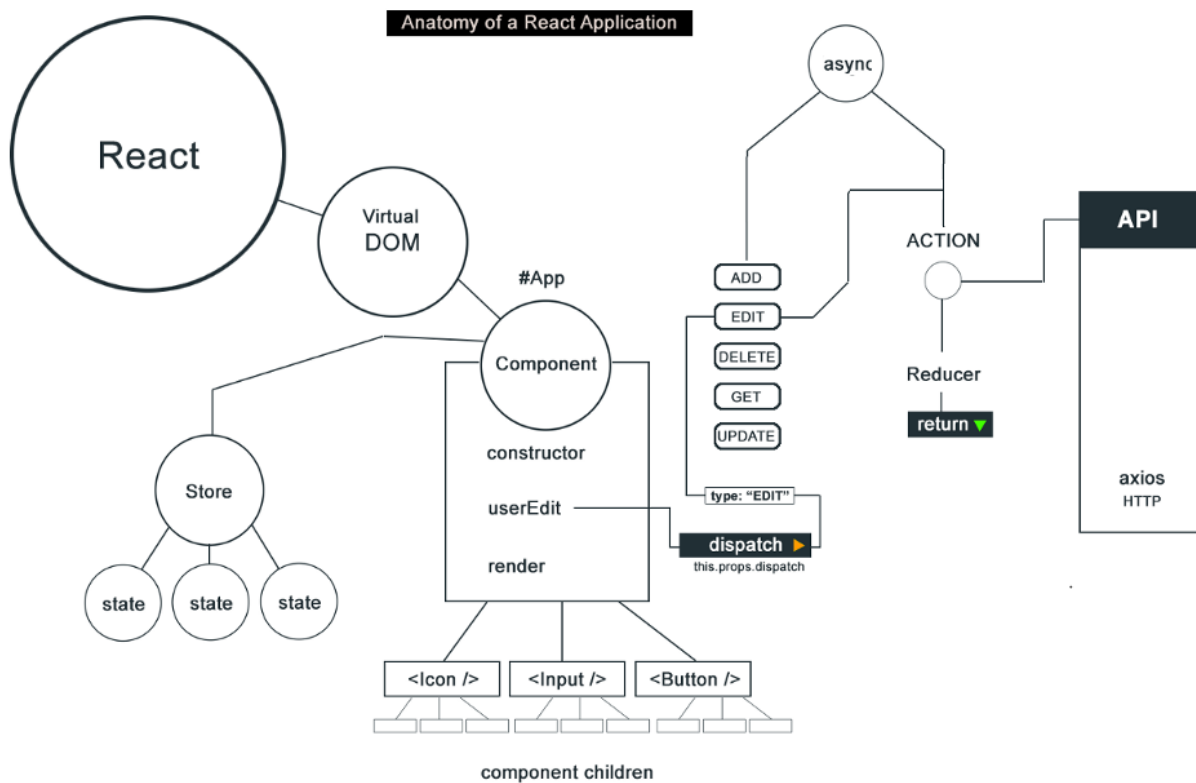 Anatomy of a React Application
React
Virtual
DOM
#App
Component
constructor
userEdit
render
Store
state
state
state
<Icon />
<Input />
<Button />
component children
async
ADD
EDIT
DELETE
GET
UPDATE
type: “EDIT”
dispatch
this.props.dispatch
ACTION
Reducer
return
API
axios
HTTP